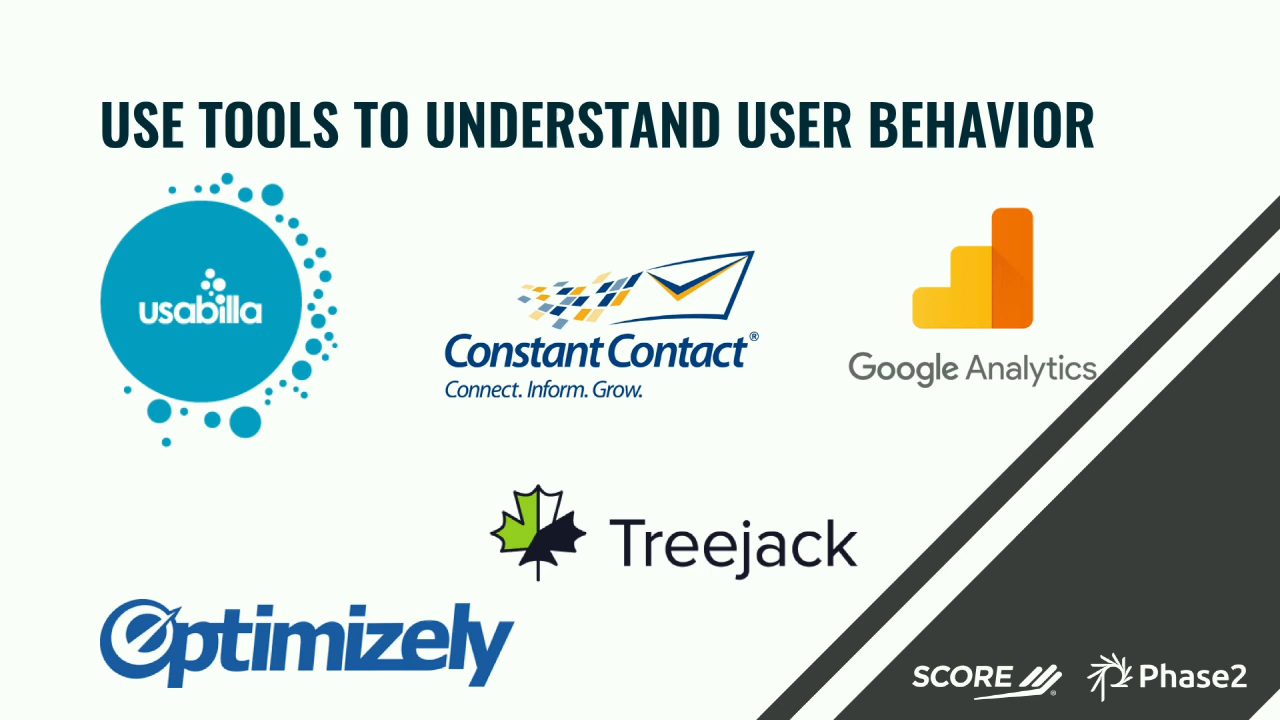 USE TOOLS TO UNDERSTAND USER BEHAVIOR
usabilla
Constant Contact®
Connect. Inform. Grow.
Google Analytics
Treejack
Optimizely
SCORE ®
Phase2